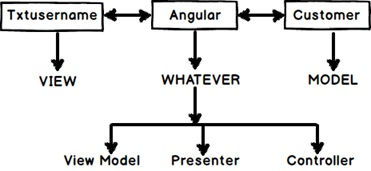 Txtusername Angular Customer
VIEW WHATEVER MODEL
View Model Presenter Controller